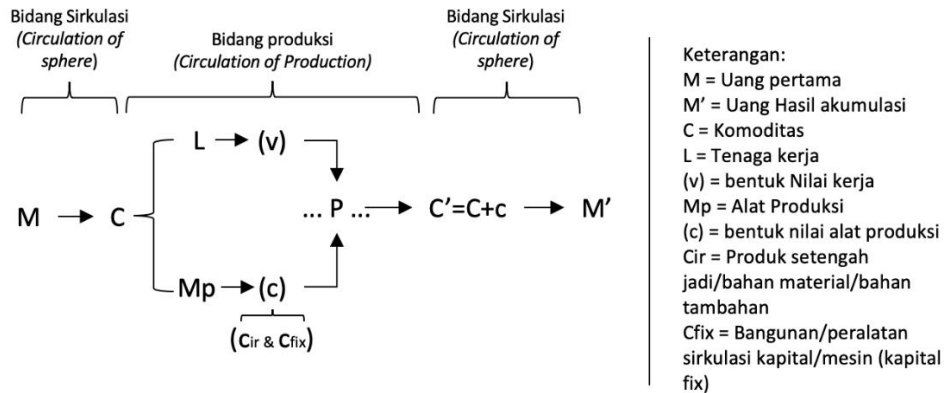 Bidang Sirkulasi
(Circulation of
sphere)
Bidang produksi
(Circulation of Production)
Bidang Sirkulasi
(Circulation of
sphere)
L → (v)
M → C
... P ... → C'=C+c → M'
Mp → (c)
(Cir & Cfix)
Keterangan:
M = Uang pertama
M' = Uang Hasil akumulasi
C = Komoditas
L = Tenaga kerja
(v) = bentuk Nilai kerja
Mp = Alat Produksi
(c) = bentuk nilai alat produksi
Cir = Produk setengah
jadi/bahan material/bahan
tambahan
Cfix = Bangunan/peralatan
sirkulasi kapital/mesin (kapital
fix)